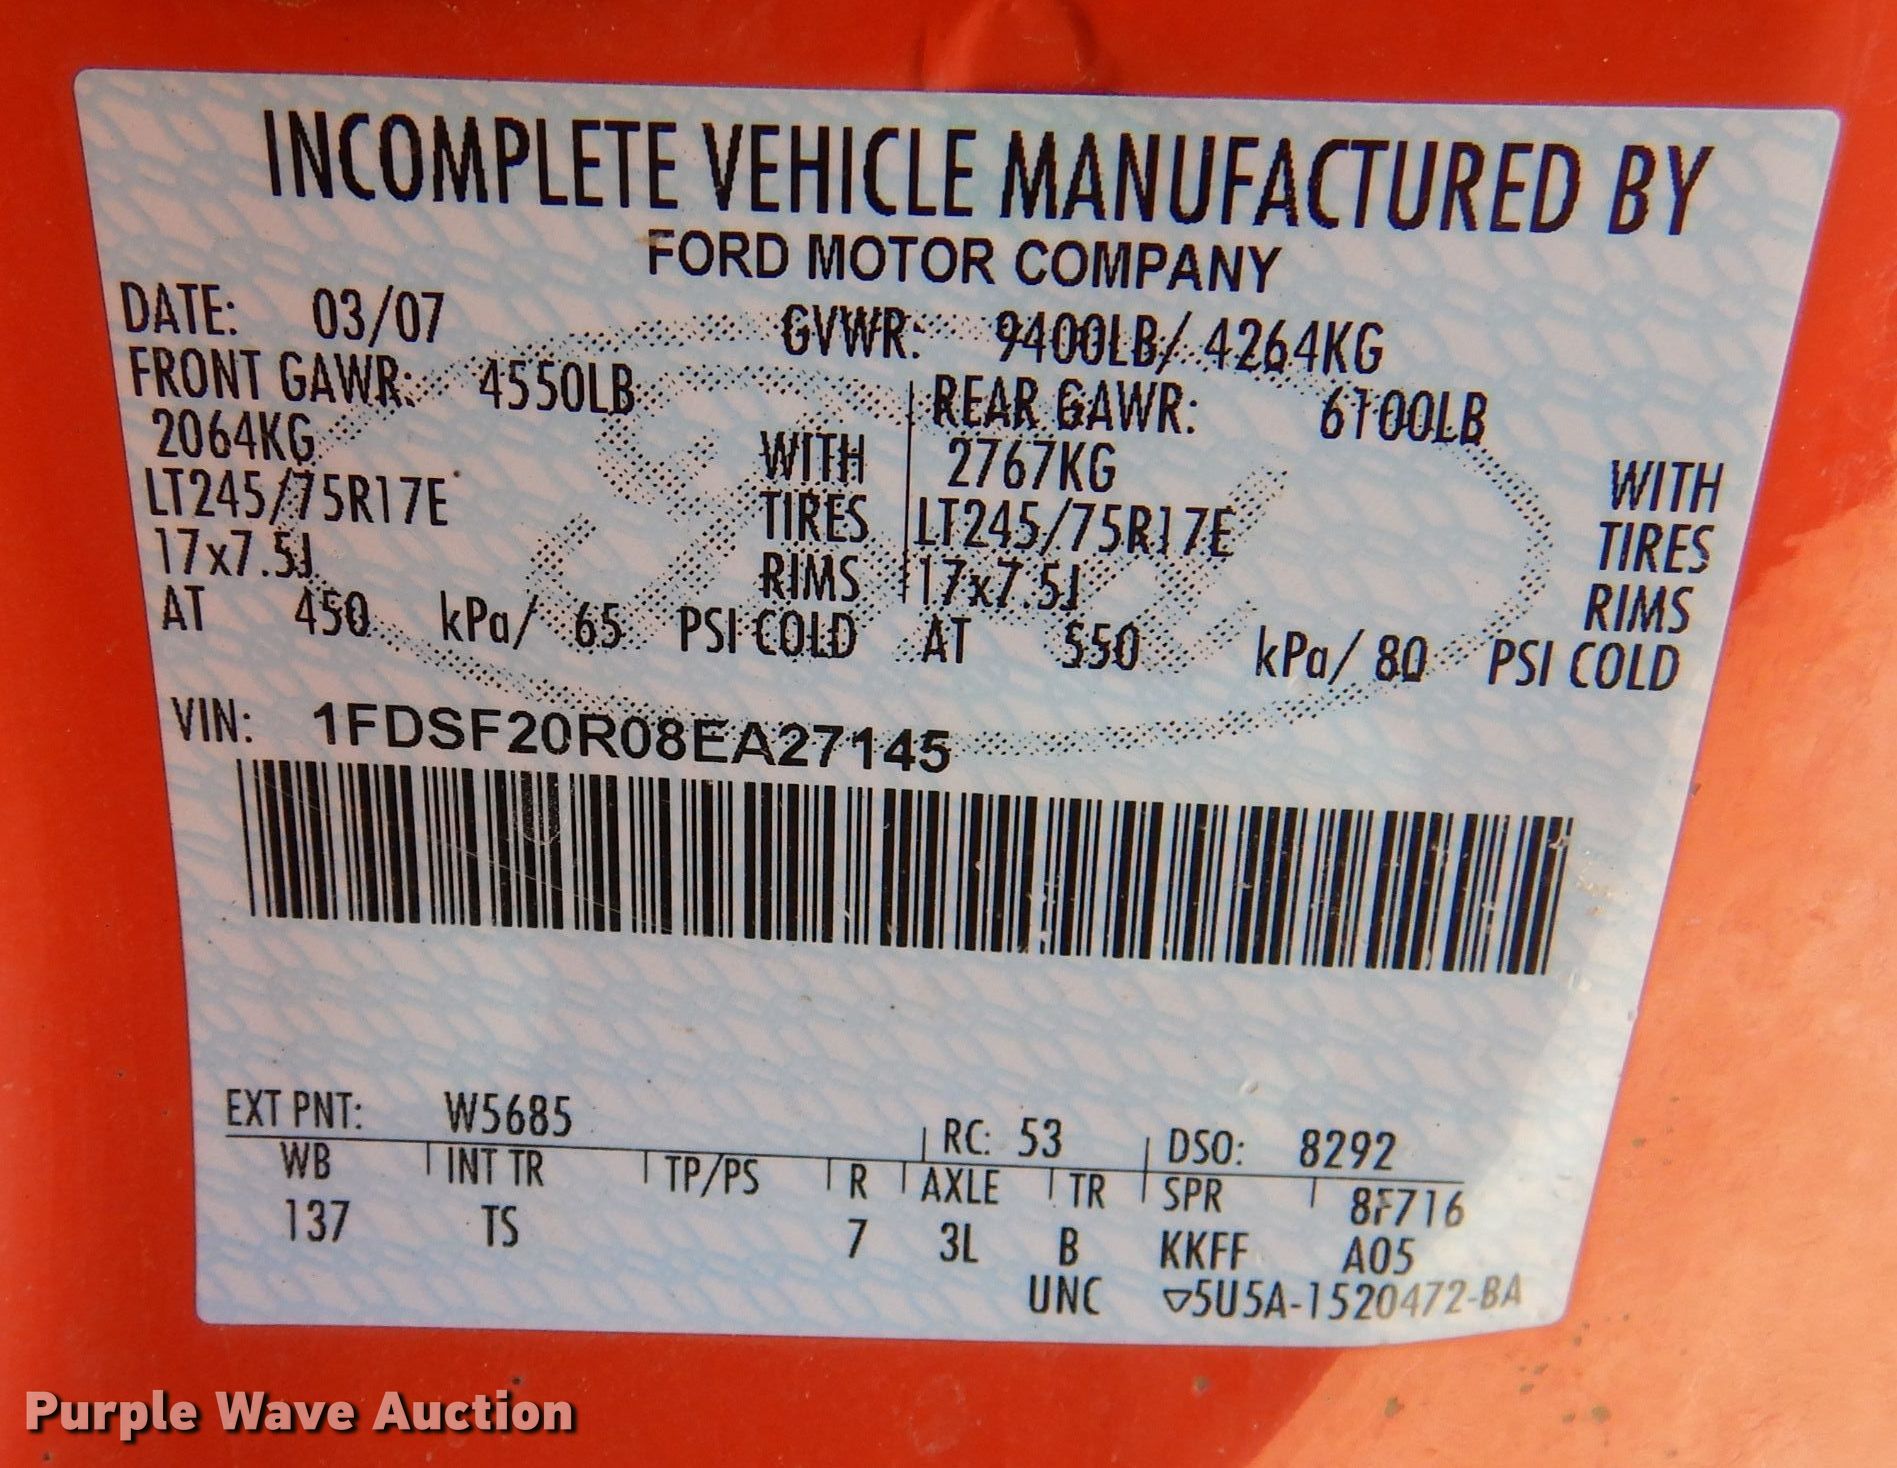 INCOMPLETE VEHICLE MANUFACTURED BY
FORD MOTOR COMPANY
DATE: 03/07 GVWR: 9400LB/ 4264KG
FRONT GAWR: 4550LB REAR GAWR: 6100LB
2064KG WITH 2767KG WITH
LT245/75R17E TIRES LT245/75R17E TIRES
17x7.5J RIMS 17x7.5J RIMS
AT 450 kPa/ 65 PSI COLD AT 550 kPa/ 80 PSI COLD
VIN: 1FDSF20R08EA27145
EXT PNT: W5685 RC: 53 DSO: 8292
WB INT TR TP/PS R AXLE TR SPR 8F716
137 TS 7 3L B KKFF A05
UNC ▽5U5A-1520472-BA
Purple Wave Auction